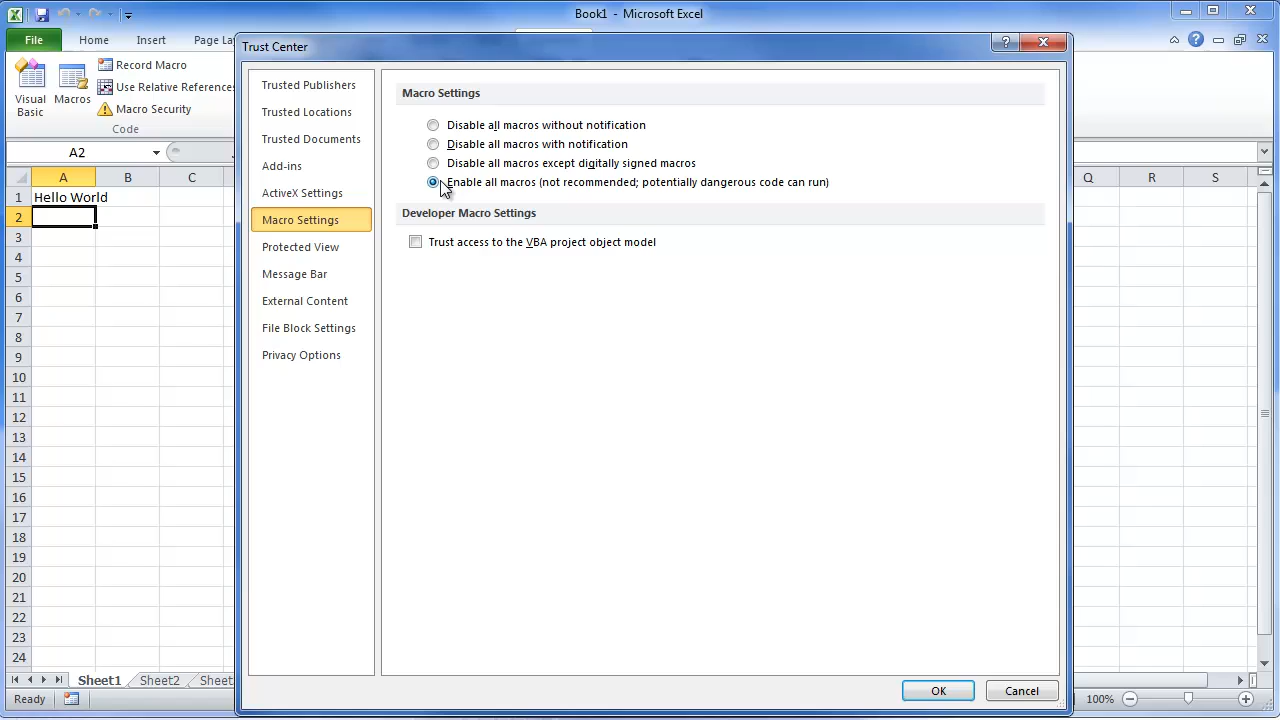 Book1 - Microsoft Excel
File Home Insert Page La
Trust Center
Record Macro
Use Relative References
Macro Security
Visual Basic
Macros
Code
A2
A B C Q R S
1 Hello World
2
3
4
5
6
7
8
9
10
11
12
13
14
15
16
17
18
19
20
21
22
23
24
Trusted Publishers
Trusted Locations
Trusted Documents
Add-ins
ActiveX Settings
Macro Settings
Protected View
Message Bar
External Content
File Block Settings
Privacy Options
Macro Settings
Disable all macros without notification
Disable all macros with notification
Disable all macros except digitally signed macros
Enable all macros (not recommended; potentially dangerous code can run)
Developer Macro Settings
Trust access to the VBA project object model
OK Cancel
Sheet1 Sheet2 Sheet
Ready 100%